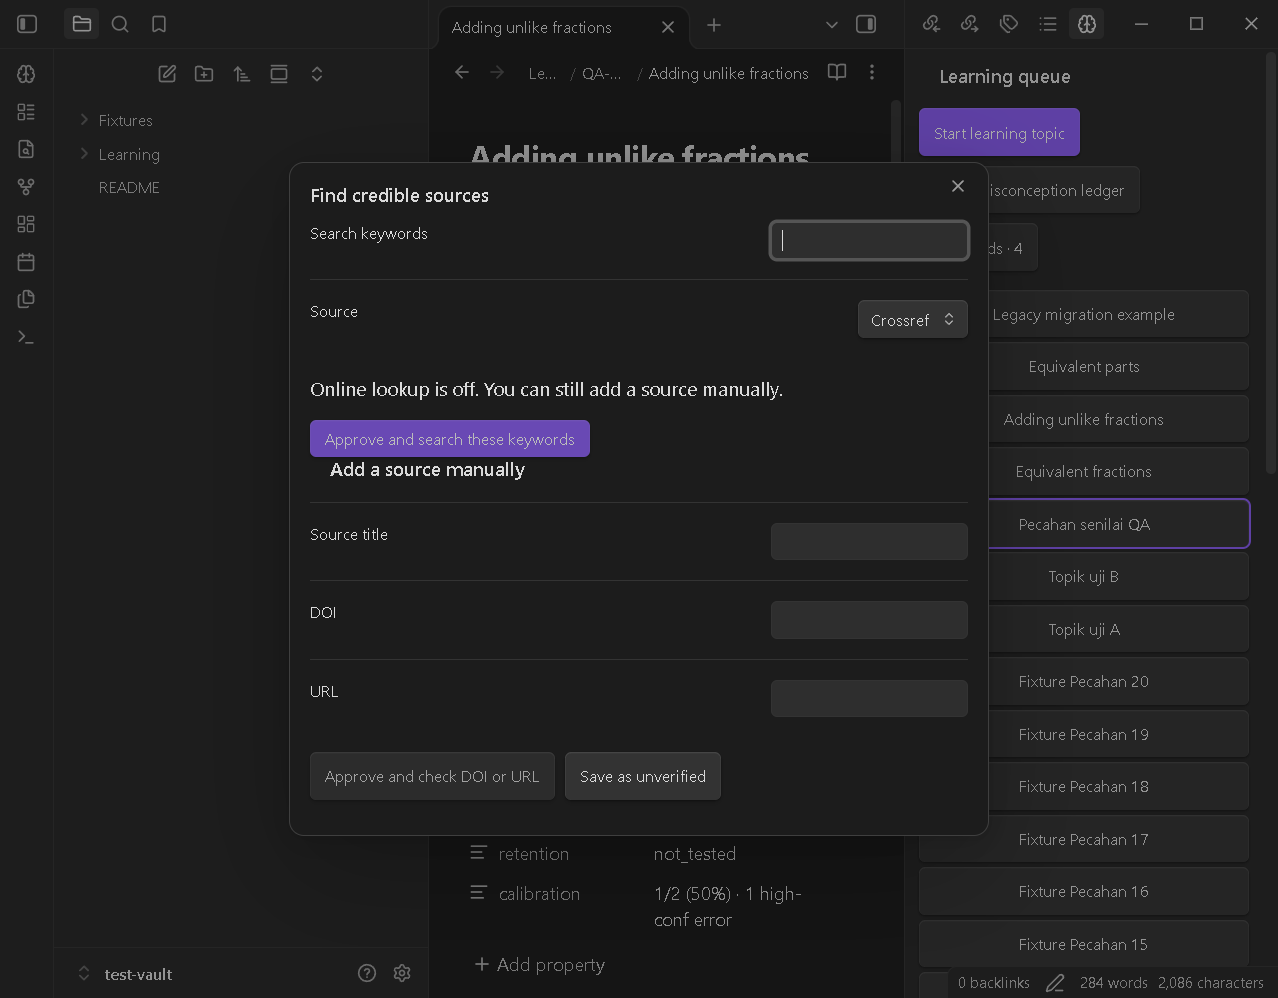 Adding unlike fractions
Le... / QA-... / Adding unlike fractions
Learning queue
Fixtures
Learning
README
Start learning topic
isconception ledger
ds · 4
Adding unlike fractions
Find credible sources
Search keywords
Source
Crossref
Online lookup is off. You can still add a source manually.
Approve and search these keywords
Add a source manually
Source title
DOI
URL
Approve and check DOI or URL
Save as unverified
Legacy migration example
Equivalent parts
Adding unlike fractions
Equivalent fractions
Pecahan senilai QA
Topik uji B
Topik uji A
Fixture Pecahan 20
Fixture Pecahan 19
Fixture Pecahan 18
Fixture Pecahan 17
Fixture Pecahan 16
Fixture Pecahan 15
retention not_tested
calibration 1/2 (50%) · 1 high-
conf error
+ Add property
test-vault
0 backlinks 284 words 2,086 characters